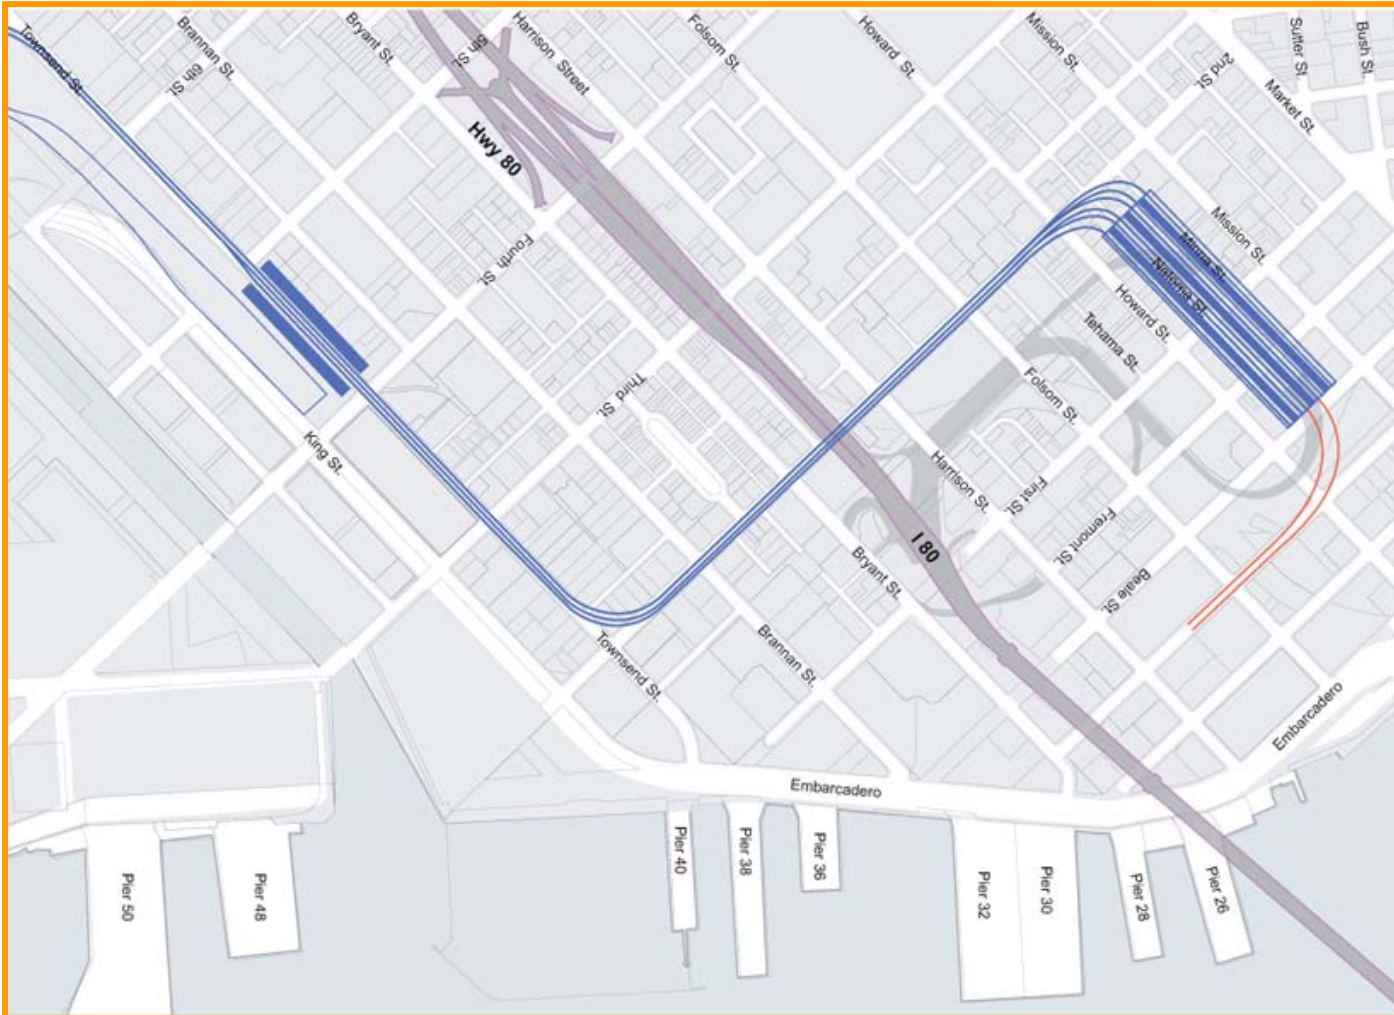 Townsend St.
Brannan St.
6th St.
Bryant St.
5th St.
Harrison Street
Folsom St.
Howard St.
Mission St.
2nd St.
Sutter St.
Bush St.
Market St.
Hwy 80
Fourth St.
Mission St.
Minna St.
Natoma St.
Howard St.
Tehama St.
Folsom St.
Third St.
King St.
Harrison St.
First St.
Fremont St.
Beale St.
I 80
Bryant St.
Brannan St.
Townsend St.
Embarcadero
Embarcadero
Pier 50
Pier 48
Pier 40
Pier 38
Pier 36
Pier 32
Pier 30
Pier 28
Pier 26